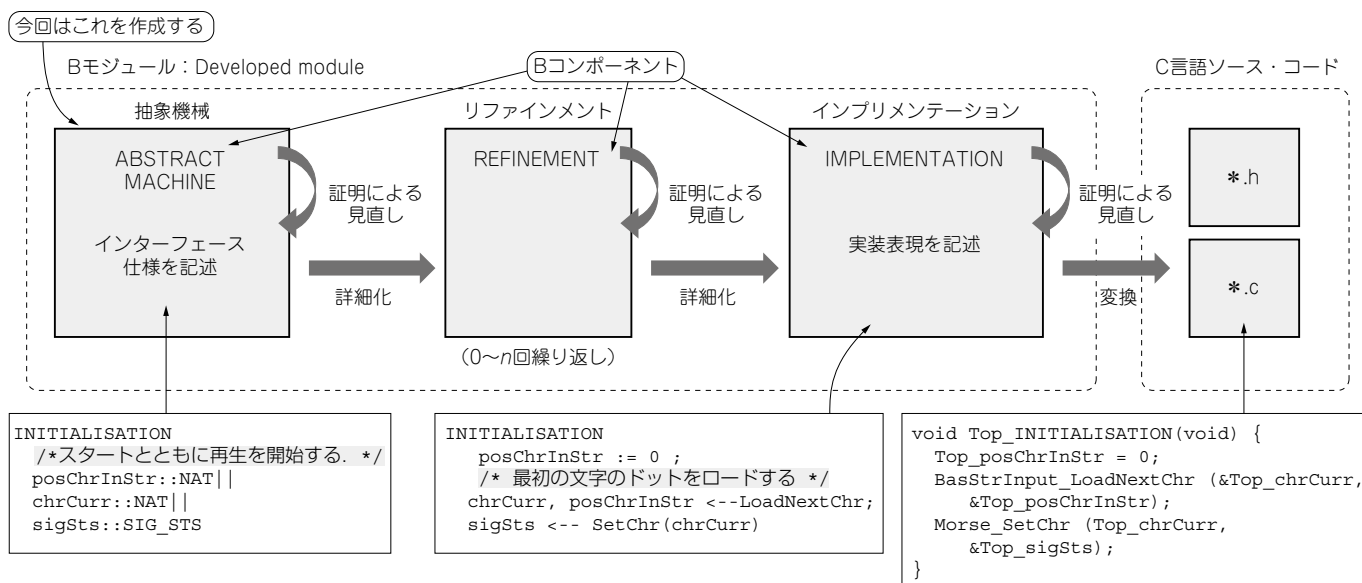 今回はこれを作成する
Bモジュール：Developed module
Bコンポーネント
C言語ソース・コード
抽象機械
リファインメント
インプリメンテーション
ABSTRACT
MACHINE
インターフェース
仕様を記述
証明による
見直し
詳細化
REFINEMENT
証明による
見直し
詳細化
（0～n回繰り返し）
IMPLEMENTATION
実装表現を記述
証明による
見直し
変換
*.h
*.c
INITIALISATION
/*スタートとともに再生を開始する．*/
posChrInStr::NAT||
chrCurr::NAT||
sigSts::SIG_STS
INITIALISATION
posChrInStr := 0 ;
/* 最初の文字のドットをロードする */
chrCurr, posChrInStr <--LoadNextChr;
sigSts <-- SetChr(chrCurr)
void Top_INITIALISATION(void) {
Top_posChrInStr = 0;
BasStrInput_LoadNextChr (&Top_chrCurr,
&Top_posChrInStr);
Morse_SetChr (Top_chrCurr,
&Top_sigSts);
}